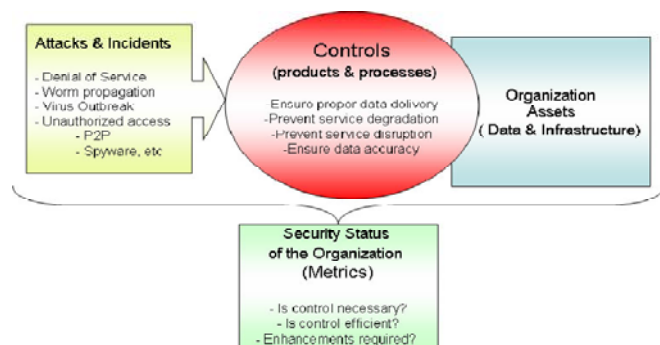 Attacks & Incidents
- Denial of Service
- Worm propagation
- Virus Outbreak
- Unauthorized access
- P2P
- Spyware, etc
Controls
(products & processes)
-Ensure propor data dolivory
-Prevent service degradation
-Prevent service disruption
-Ensure data accuracy
Organization
Assets
( Data & Infrastructure)
Security Status
of the Organization
(Metrics)
- Is control necessary?
- Is control efficient?
- Enhancements required?